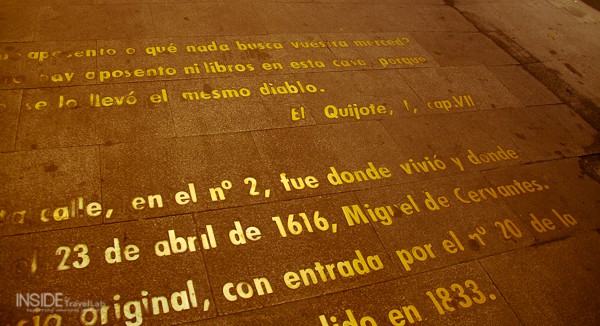 aposento o qué nada busca vuestra merced?
hay aposento ni libros en esta casa, porque
se lo llevó el mesmo diablo.
El Quijote, I, cap.VII
calle, en el nº 2, fue donde vivió y donde
23 de abril de 1616, Miguel de Cervantes.
original, con entrada por el nº 20 de la
en 1833.
INSIDE
TravelLab